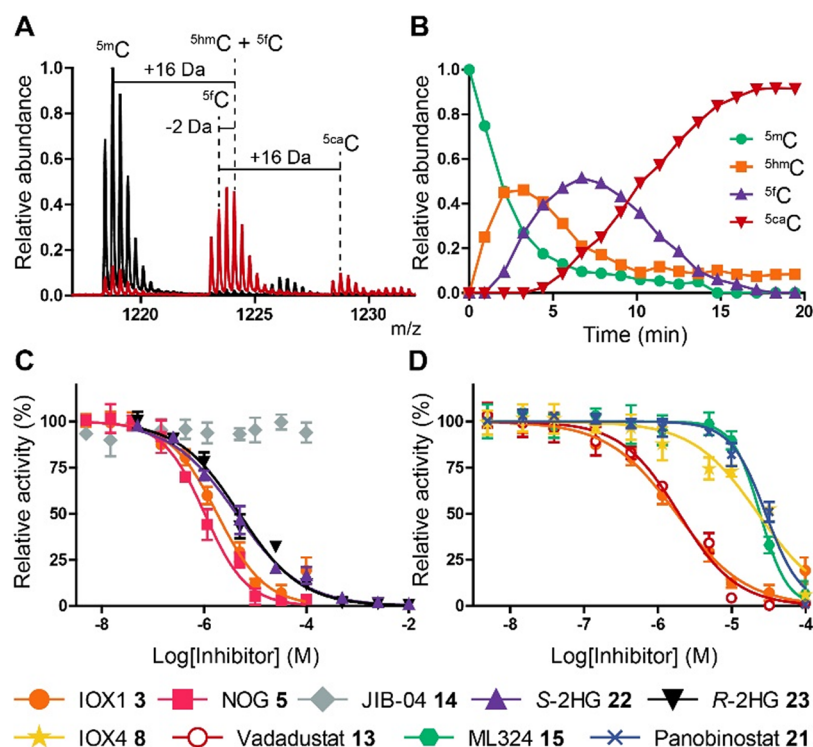 A
5mC
5hmC + 5fC
+16 Da
5fC
-2 Da
5caC
+16 Da
Relative abundance
1.0
0.8
0.6
0.4
0.2
0.0
1220
1225
1230
m/z
B
Relative abundance
1.0
0.8
0.6
0.4
0.2
0.0
5mC
5hmC
5fC
5caC
0
5
10
15
20
Time (min)
C
Relative activity (%)
100
75
50
25
0
-8
-6
-4
-2
Log[Inhibitor] (M)
D
Relative activity (%)
100
75
50
25
0
-8
-7
-6
-5
-4
Log[Inhibitor] (M)
IOX1 3 NOG 5 JIB-04 14 S-2HG 22 R-2HG 23
IOX4 8 Vadadustat 13 ML324 15 Panobinostat 21